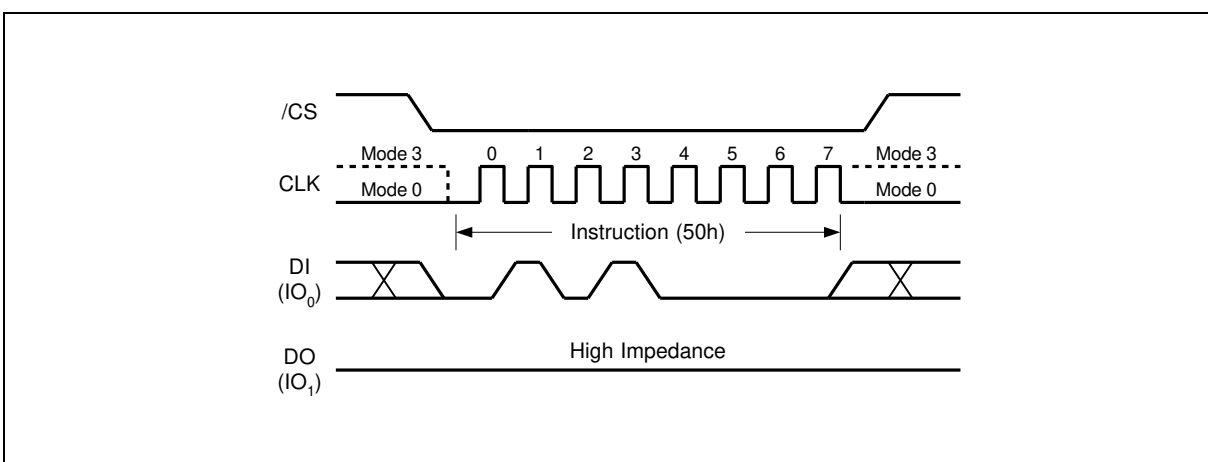 /CS
Mode 3 0 1 2 3 4 5 6 7 Mode 3
CLK Mode 0 Mode 0
Instruction (50h)
DI
(IO₀)
High Impedance
DO
(IO₁)